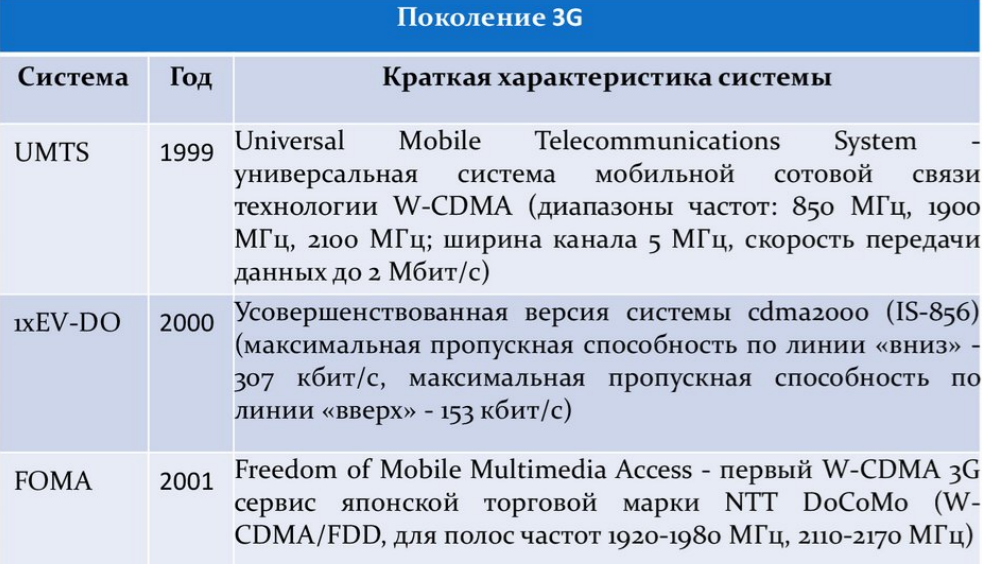 Поколение 3G
Система Год Краткая характеристика системы
UMTS 1999 Universal Mobile Telecommunications System -
универсальная система мобильной сотовой связи
технологии W-CDMA (диапазоны частот: 850 МГц, 1900
МГц, 2100 МГц; ширина канала 5 МГц, скорость передачи
данных до 2 Мбит/с)
1xEV-DO 2000 Усовершенствованная версия системы cdma2000 (IS-856)
(максимальная пропускная способность по линии «вниз» -
307 кбит/с, максимальная пропускная способность по
линии «вверх» - 153 кбит/с)
FOMA 2001 Freedom of Mobile Multimedia Access - первый W-CDMA 3G
сервис японской торговой марки NTT DoCoMo (W-
CDMA/FDD, для полос частот 1920-1980 МГц, 2110-2170 МГц)